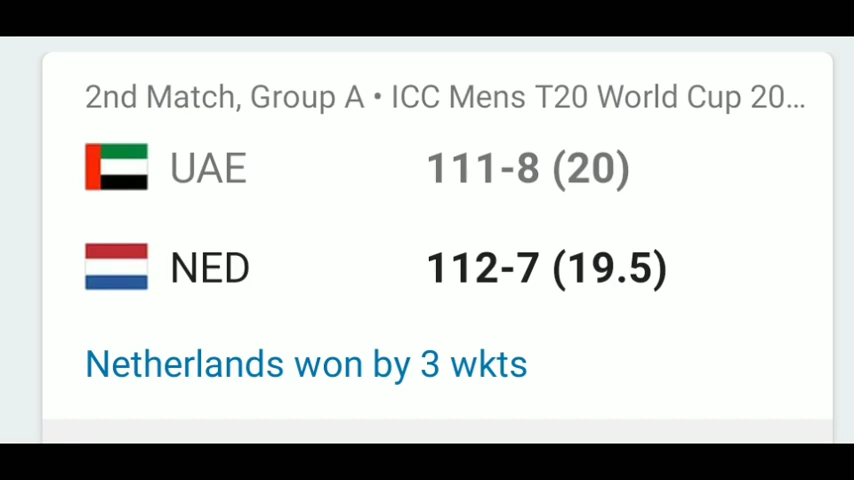 2nd Match, Group A • ICC Mens T20 World Cup 20...
UAE 111-8 (20)
NED 112-7 (19.5)
Netherlands won by 3 wkts